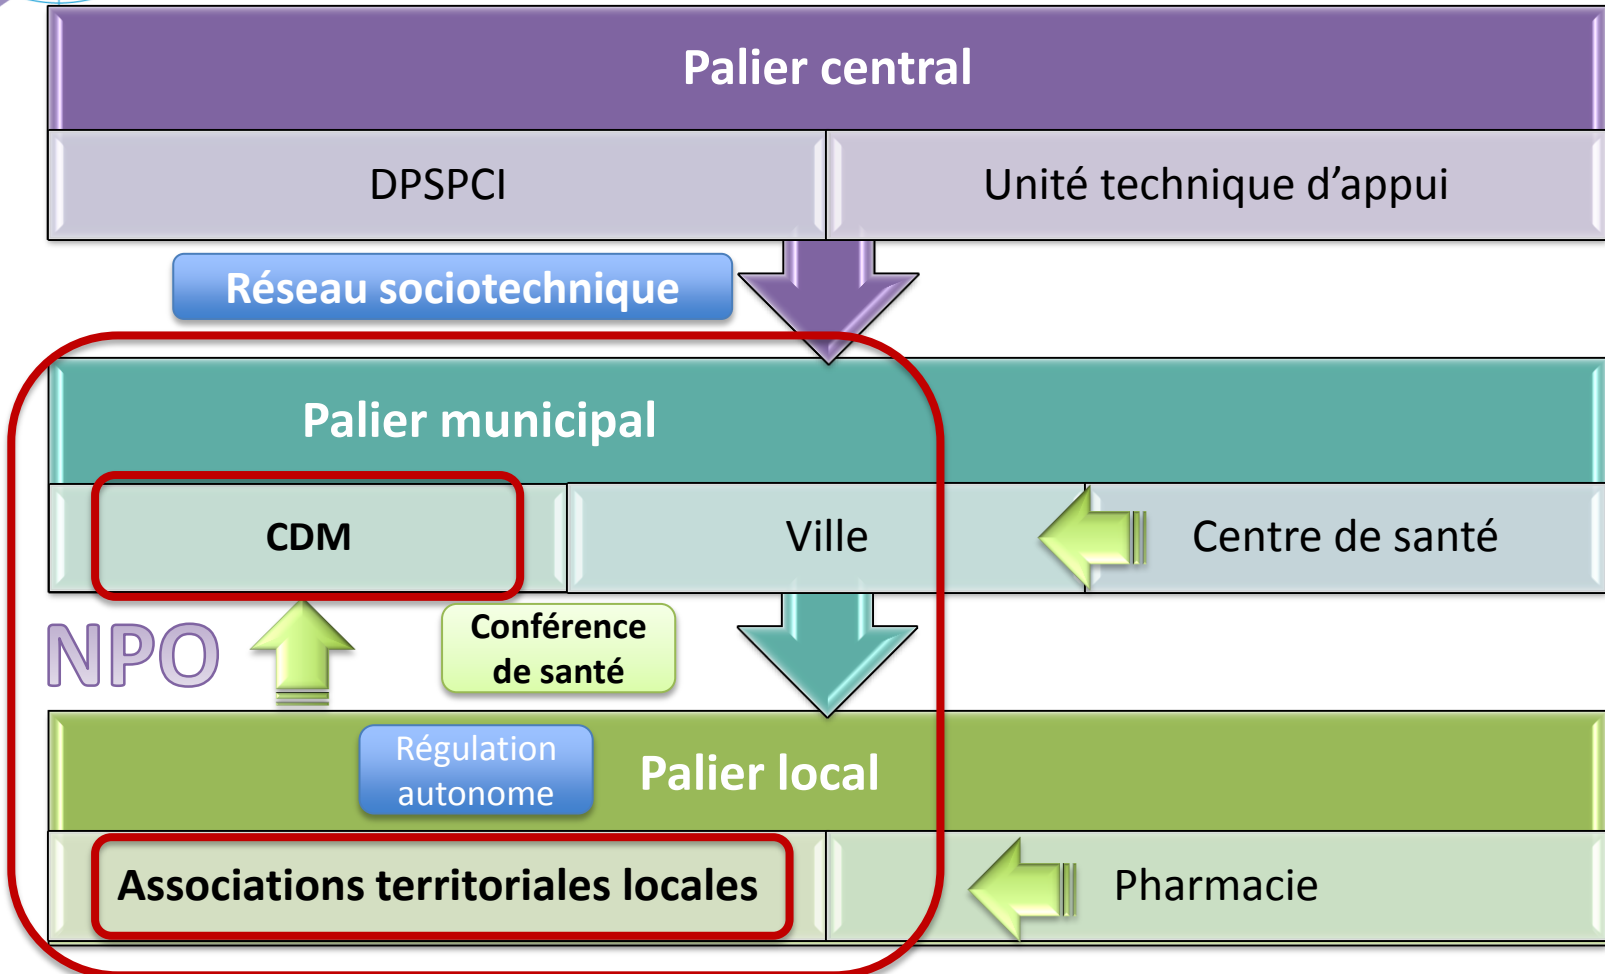 Palier central
DPSPCI
Unité technique d’appui
Réseau sociotechnique
Palier municipal
CDM
Ville
Centre de santé
NPO
Conférence
de santé
Régulation
autonome
Palier local
Associations territoriales locales
Pharmacie